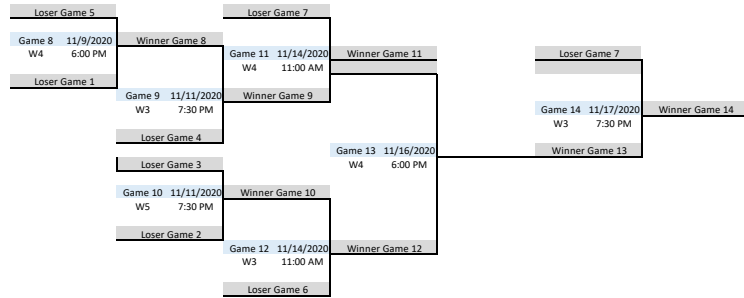 Loser Game 5
Loser Game 7
Game 8 11/9/2020 Winner Game 8
Game 11 11/14/2020 Winner Game 11
Loser Game 7
W4 6:00 PM
W4 11:00 AM
Loser Game 1
Game 9 11/11/2020 Winner Game 9
W3 7:30 PM
Game 14 11/17/2020 Winner Game 14
W3 7:30 PM
Loser Game 4
Game 13 11/16/2020 Winner Game 13
W4 6:00 PM
Loser Game 3
Game 10 11/11/2020 Winner Game 10
W5 7:30 PM
Loser Game 2
Game 12 11/14/2020 Winner Game 12
W3 11:00 AM
Loser Game 6